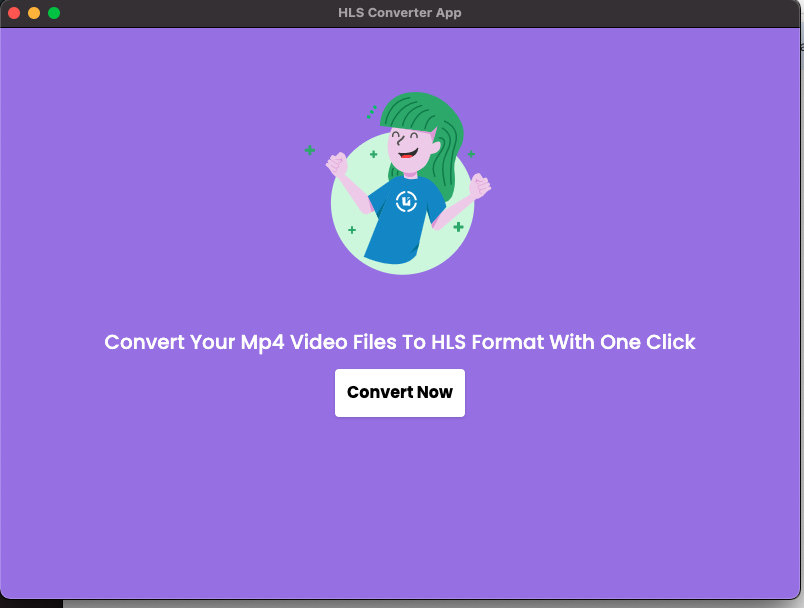 HLS Converter App
Convert Your Mp4 Video Files To HLS Format With One Click
Convert Now